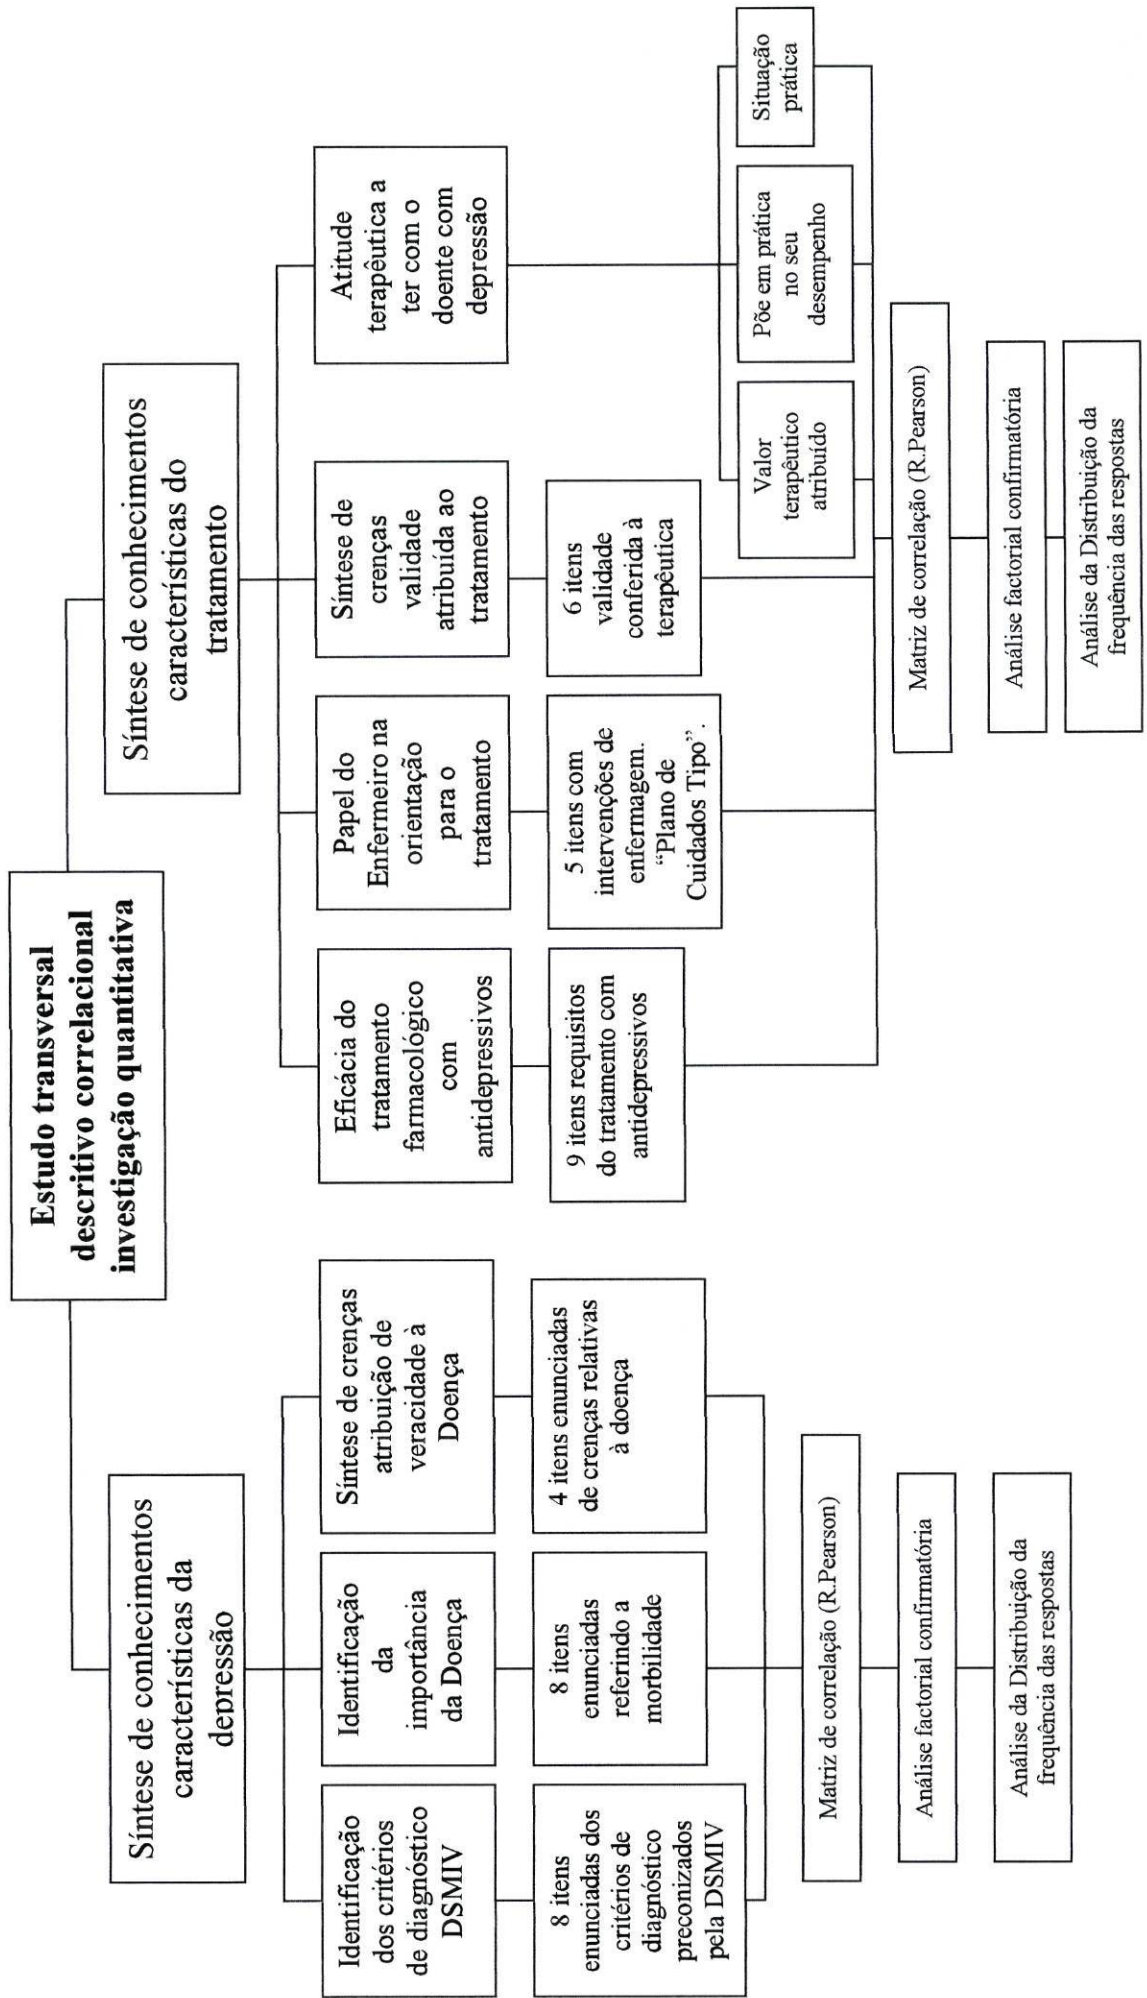 Estudo transversal
descritivo correlacional
investigação quantitativa
Síntese de conhecimentos
características da
depressão
Identificação
dos critérios
de diagnóstico
DSMIV
8 itens
enunciadas dos
critérios de
diagnóstico
preconizados
pela DSMIV
Identificação
da
importância
da Doença
8 itens
enunciadas
referindo a
morbilidade
Síntese de crenças
atribuição de
veracidade à
Doença
4 itens enunciadas
de crenças relativas
à doença
Matriz de correlação (R.Pearson)
Análise factorial confirmatória
Análise da Distribuição da
frequência das respostas
Síntese de conhecimentos
características do
tratamento
Eficácia do
tratamento
farmacológico
com
antidepressivos
9 itens requisitos
do tratamento com
antidepressivos
Papel do
Enfermeiro na
orientação
para o
tratamento
5 itens com
intervenções de
enfermagem.
“Plano de
Cuidados Tipo”.
Síntese de
crenças
validade
atribuída ao
tratamento
6 itens
validade
conferida à
terapêutica
Atitude
terapêutica a
ter com o
doente com
depressão
Valor
terapêutico
atribuído
Põe em prática
no seu
desempenho
Situação
prática
Matriz de correlação (R.Pearson)
Análise factorial confirmatória
Análise da Distribuição da
frequência das respostas